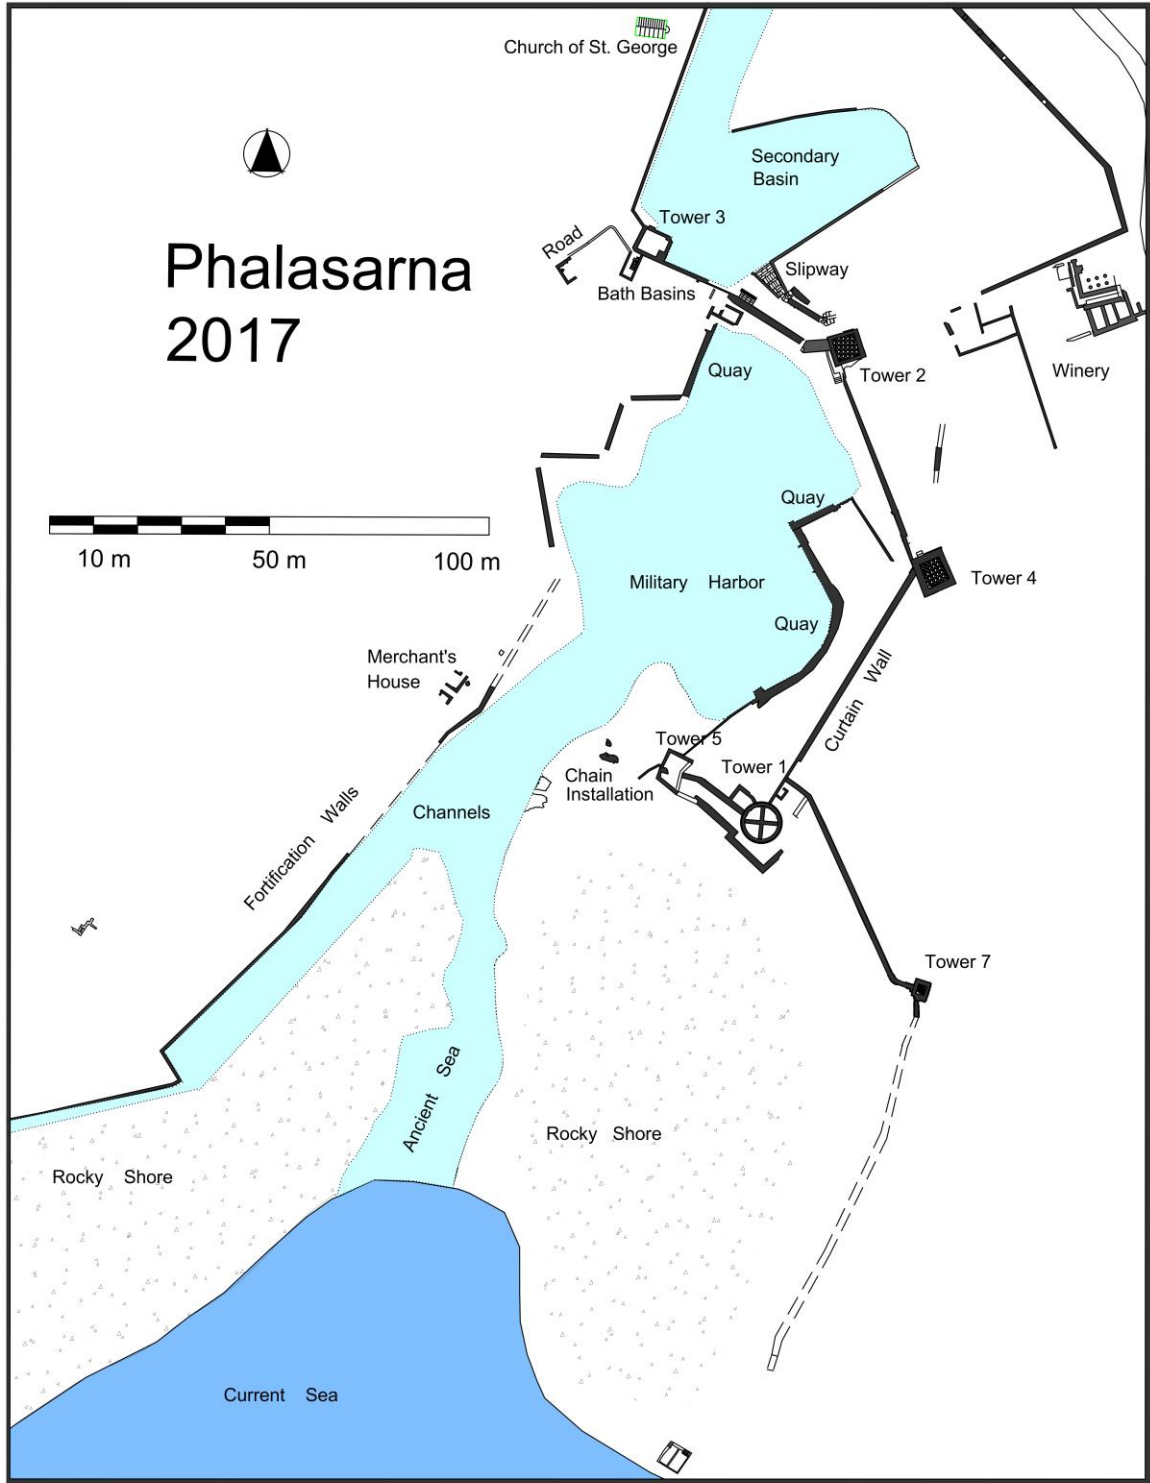 Church of St. George
Secondary
Basin
Tower 3
Road
Slipway
Bath Basins
Phalasarna
2017
Quay
Tower 2
Winery
Quay
10 m
50 m
100 m
Military Harbor
Tower 4
Quay
Merchant's
House
Curtain Wall
Tower 5
Tower 1
Chain
Installation
Channels
Fortification Walls
Tower 7
Ancient Sea
Rocky Shore
Rocky Shore
Current Sea